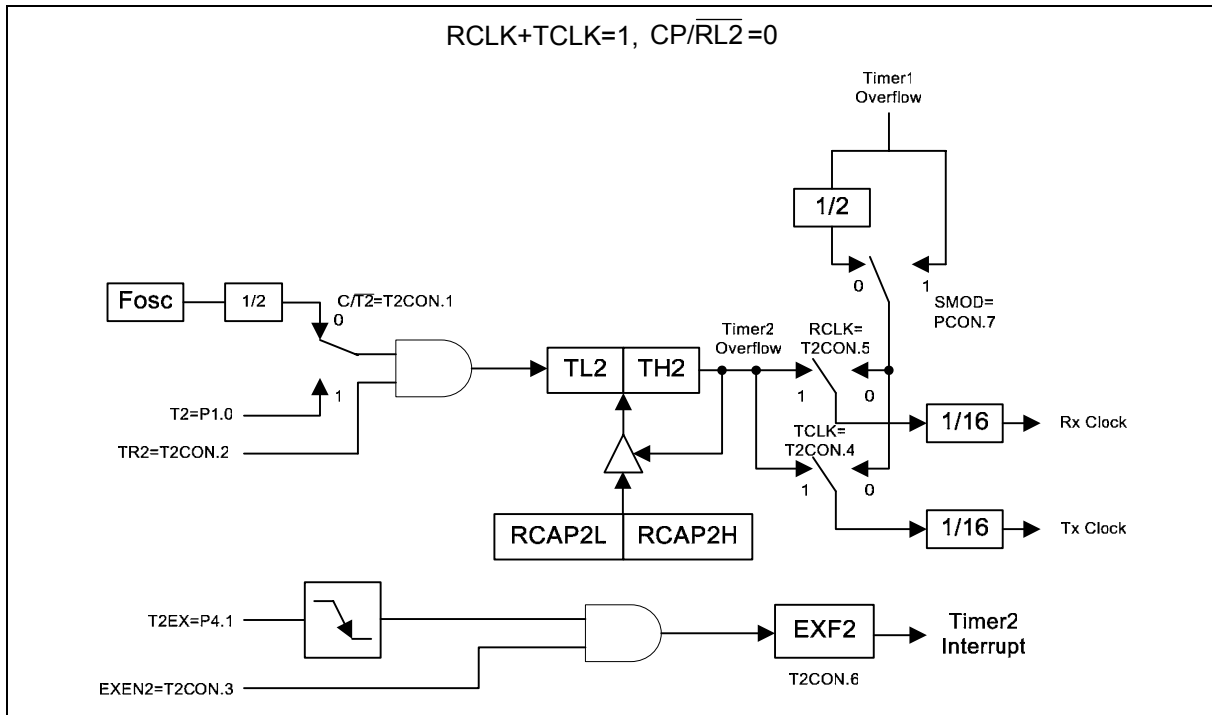 RCLK+TCLK=1, CP/RL2=0
Timer1
Overflow
1/2
0
1
SMOD=
PCON.7
Fosc
1/2
C/T2=T2CON.1
0
1
T2=P1.0
TR2=T2CON.2
TL2
TH2
Timer2
Overflow
RCLK=
T2CON.5
1
0
1/16
Rx Clock
TCLK=
T2CON.4
1
0
1/16
Tx Clock
RCAP2L
RCAP2H
T2EX=P4.1
EXEN2=T2CON.3
EXF2
T2CON.6
Timer2
Interrupt